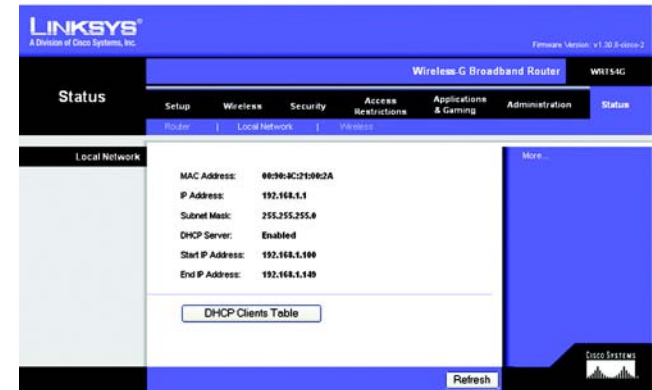 LINKSYS®
A Division of Cisco Systems, Inc.
Firmware Version: v1.30.8-cisco-2
Wireless-G Broadband Router WRT54G
Status
Setup Wireless Security Access Restrictions Applications & Gaming Administration Status
Router | Local Network | Wireless
Local Network
More...
MAC Address: 00:90:4C:21:00:2A
IP Address: 192.168.1.1
Subnet Mask: 255.255.255.0
DHCP Server: Enabled
Start IP Address: 192.168.1.100
End IP Address: 192.168.1.149
DHCP Clients Table
Refresh
CISCO SYSTEMS